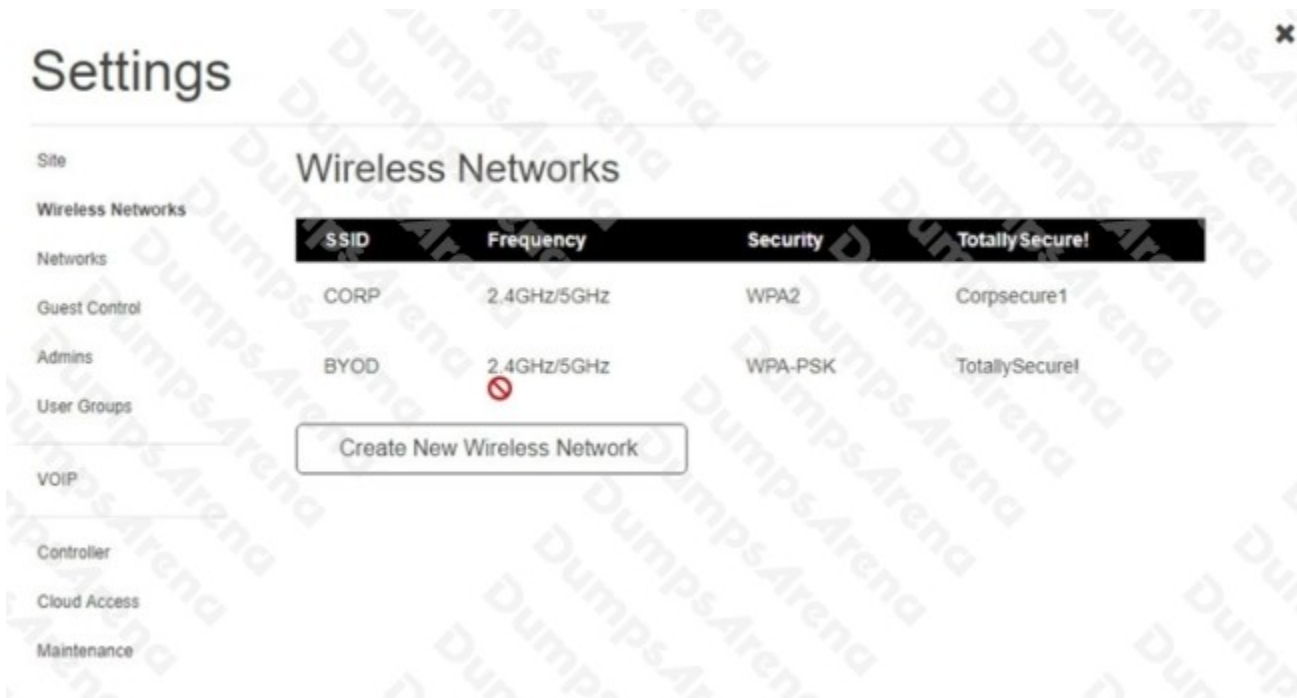 Settings
Site
Wireless Networks
Networks
Guest Control
Admins
User Groups
VOIP
Controller
Cloud Access
Maintenance
Wireless Networks
SSID Frequency Security TotallySecure!
CORP 2.4GHz/5GHz WPA2 Corpsecure1
BYOD 2.4GHz/5GHz WPA-PSK TotallySecure!
Create New Wireless Network
DumpsArena